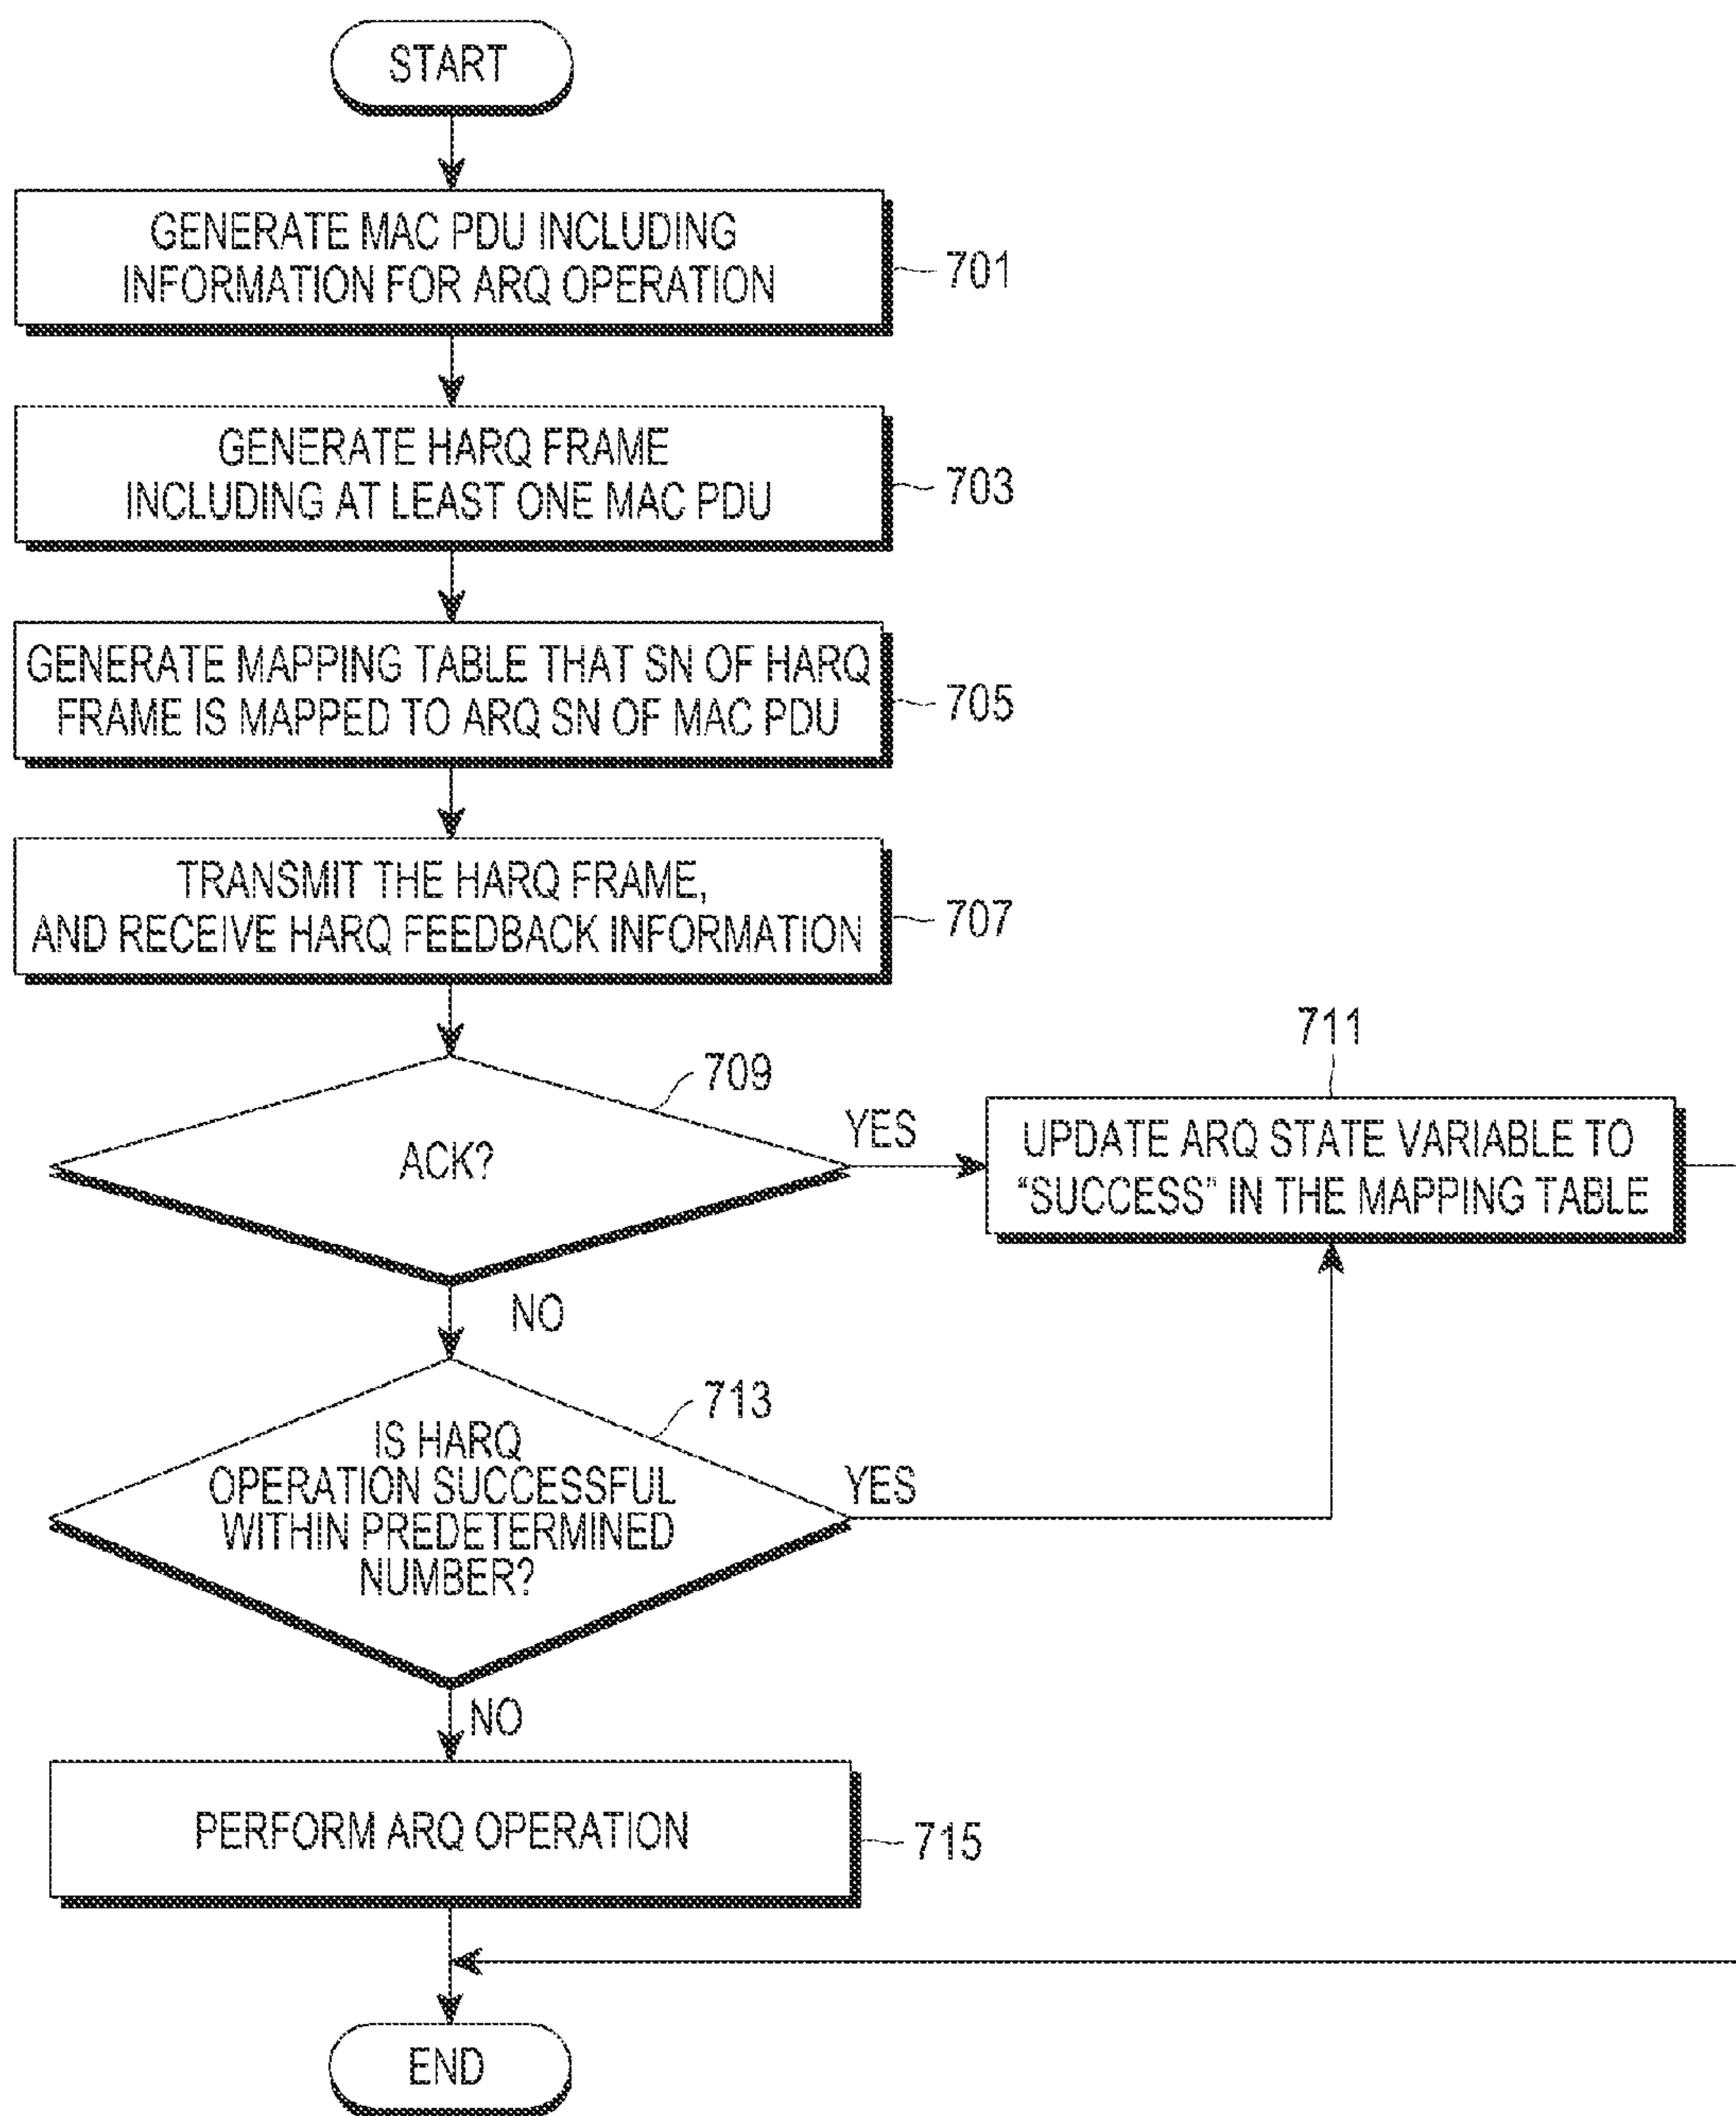 START
GENERATE MAC PDU INCLUDING
INFORMATION FOR ARQ OPERATION
701
GENERATE HARQ FRAME
INCLUDING AT LEAST ONE MAC PDU
703
GENERATE MAPPING TABLE THAT SN OF HARQ
FRAME IS MAPPED TO ARQ SN OF MAC PDU
705
TRANSMIT THE HARQ FRAME,
AND RECEIVE HARQ FEEDBACK INFORMATION
707
709
ACK?
YES
711
UPDATE ARQ STATE VARIABLE TO
“SUCCESS” IN THE MAPPING TABLE
NO
713
IS HARQ
OPERATION SUCCESSFUL
WITHIN PREDETERMINED
NUMBER?
YES
NO
PERFORM ARQ OPERATION
715
END